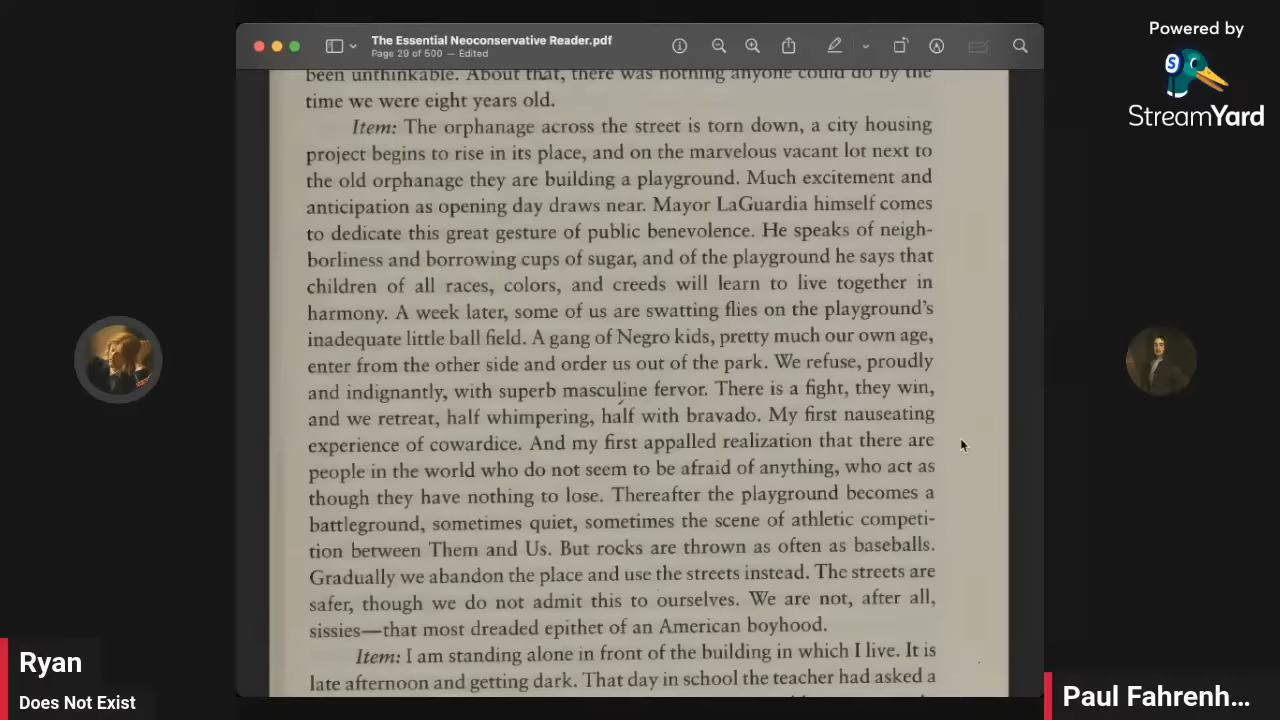 Powered by
S
StreamYard
The Essential Neoconservative Reader.pdf
Page 29 of 500 — Edited
been unthinkable. About that, there was nothing anyone could do by the
time we were eight years old.
Item: The orphanage across the street is torn down, a city housing
project begins to rise in its place, and on the marvelous vacant lot next to
the old orphanage they are building a playground. Much excitement and
anticipation as opening day draws near. Mayor LaGuardia himself comes
to dedicate this great gesture of public benevolence. He speaks of neigh-
borliness and borrowing cups of sugar, and of the playground he says that
children of all races, colors, and creeds will learn to live together in
harmony. A week later, some of us are swatting flies on the playground's
inadequate little ball field. A gang of Negro kids, pretty much our own age,
enter from the other side and order us out of the park. We refuse, proudly
and indignantly, with superb masculine fervor. There is a fight, they win,
and we retreat, half whimpering, half with bravado. My first nauseating
experience of cowardice. And my first appalled realization that there are
people in the world who do not seem to be afraid of anything, who act as
though they have nothing to lose. Thereafter the playground becomes a
battleground, sometimes quiet, sometimes the scene of athletic competi-
tion between Them and Us. But rocks are thrown as often as baseballs.
Gradually we abandon the place and use the streets instead. The streets are
safer, though we do not admit this to ourselves. We are not, after all,
sissies—that most dreaded epithet of an American boyhood.
Item: I am standing alone in front of the building in which I live. It is
late afternoon and getting dark. That day in school the teacher had asked a
Ryan
Does Not Exist
Paul Fahrenh...